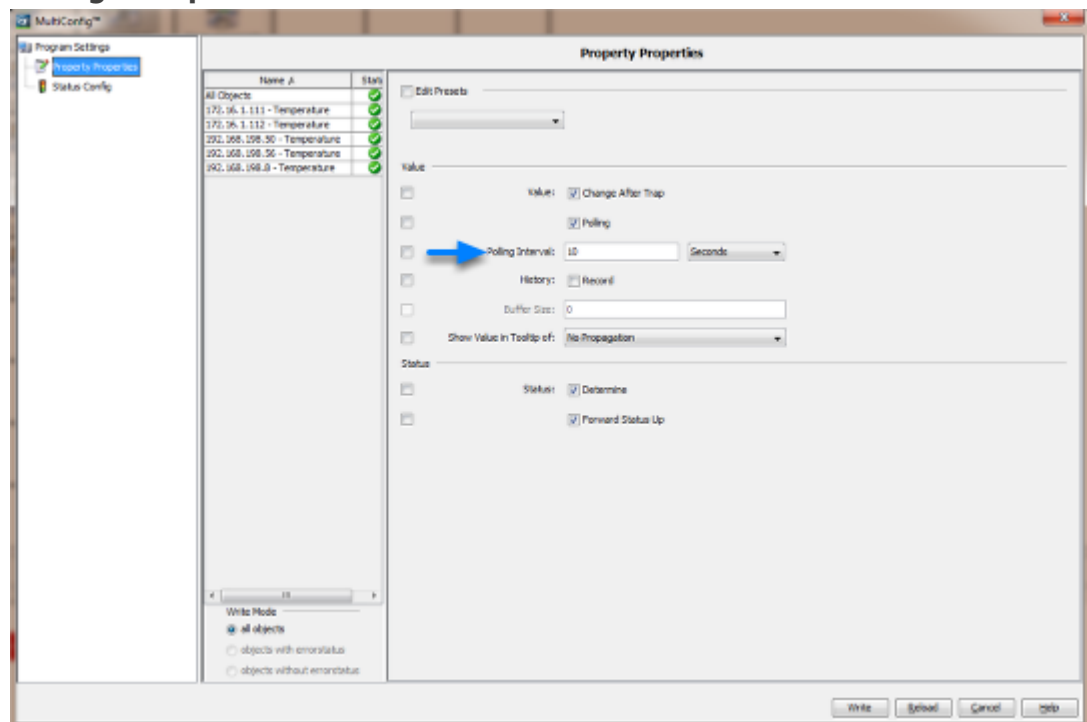 MultiConfig™
Program Settings
Property Properties
Status Config
Property Properties
Name Stat
All Objects
172.16.1.111 - Temperature
172.16.1.112 - Temperature
192.168.198.50 - Temperature
192.168.198.56 - Temperature
192.168.198.8 - Temperature
Edit Presets
Value
Value: Change After Trap
Polling
Polling Interval: 10 Seconds
History: Record
Buffer Size: 0
Show Value in Tooltip of: No Propagation
Status
Status: Determine
Forward Status Up
Write Mode
all objects
objects with errorstatus
objects without errorstatus
Write Reload Cancel Help